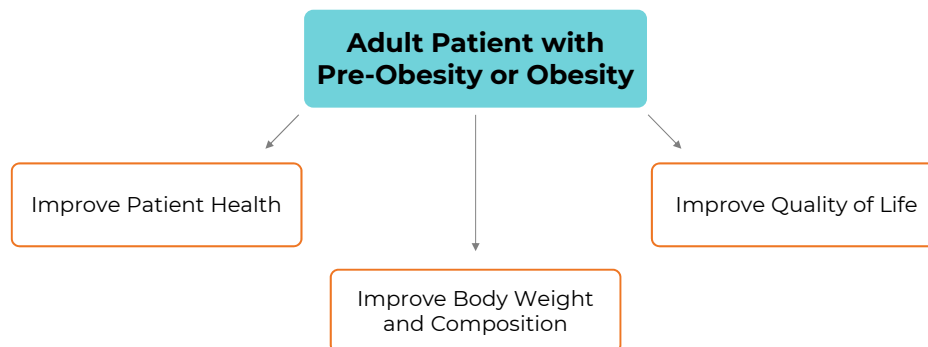 Adult Patient with
Pre-Obesity or Obesity
Improve Patient Health
Improve Quality of Life
Improve Body Weight
and Composition